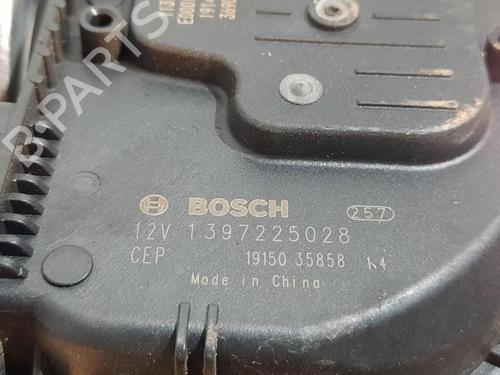 BOSCH 257
12V 1397225028
CEP 19150 35858 14
Made in China
B-PARTS